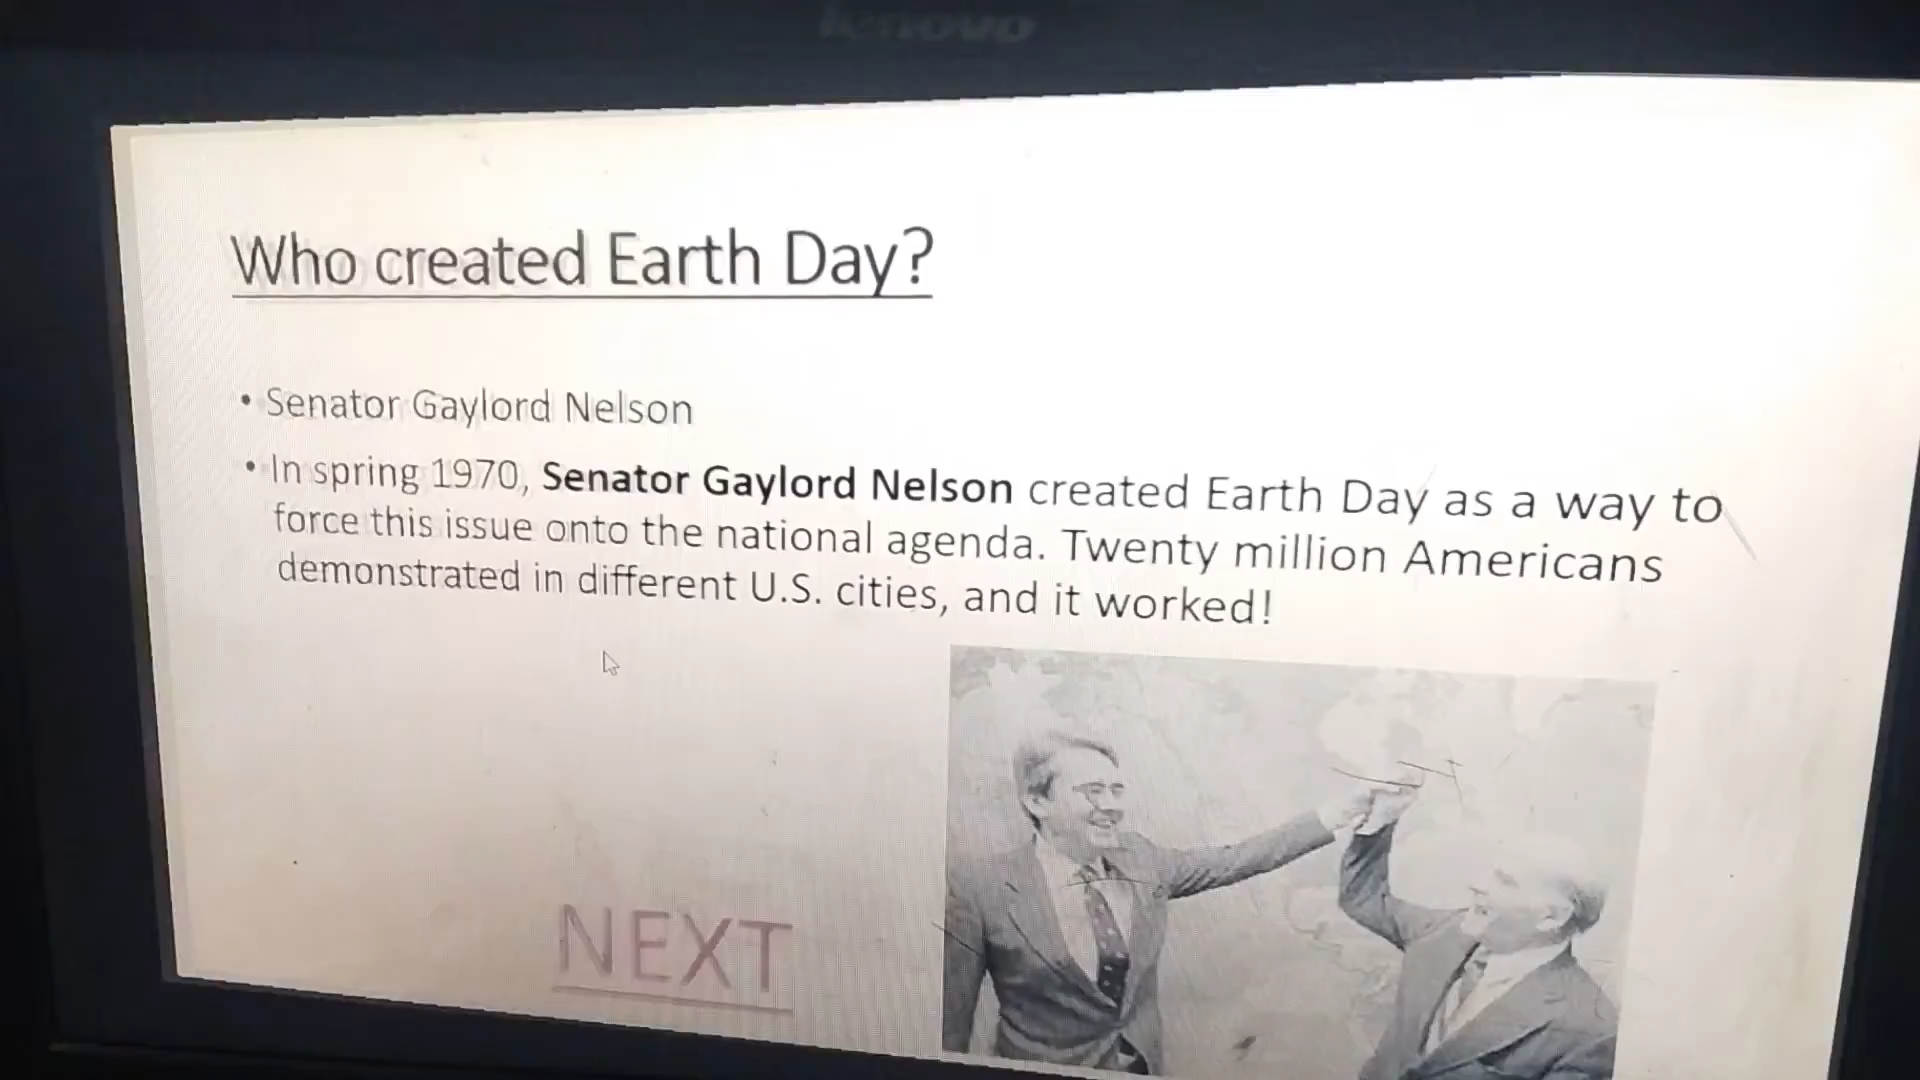 lenovo
Who created Earth Day?
• Senator Gaylord Nelson
• In spring 1970, Senator Gaylord Nelson created Earth Day as a way to
force this issue onto the national agenda. Twenty million Americans
demonstrated in different U.S. cities, and it worked!
NEXT